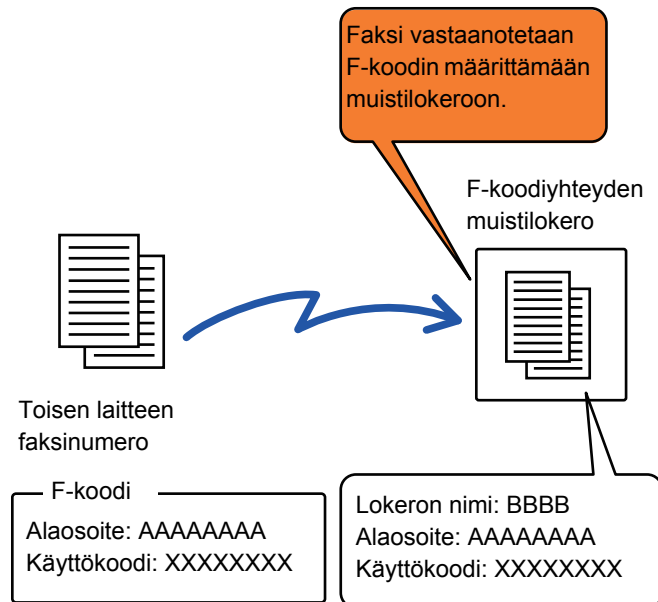 Faksi vastaanotetaan
F-koodin määrittämään
muistilokeroon.
F-koodiyhteyden
muistilokero
Toisen laitteen
faksinumero
F-koodi
Alaosoite: AAAAAAAA
Käyttökoodi: XXXXXXXX
Lokeron nimi: BBBB
Alaosoite: AAAAAAAA
Käyttökoodi: XXXXXXXX